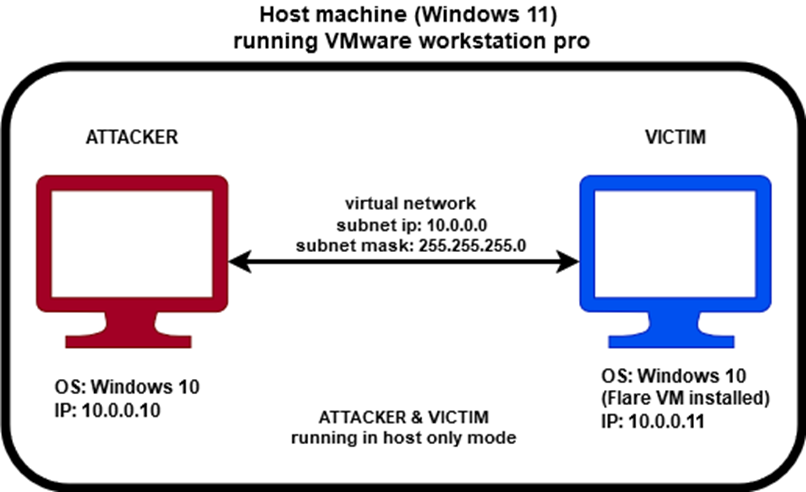 Host machine (Windows 11)
running VMware workstation pro
ATTACKER
VICTIM
virtual network
subnet ip: 10.0.0.0
subnet mask: 255.255.255.0
OS: Windows 10
IP: 10.0.0.10
OS: Windows 10
(Flare VM installed)
IP: 10.0.0.11
ATTACKER & VICTIM
running in host only mode